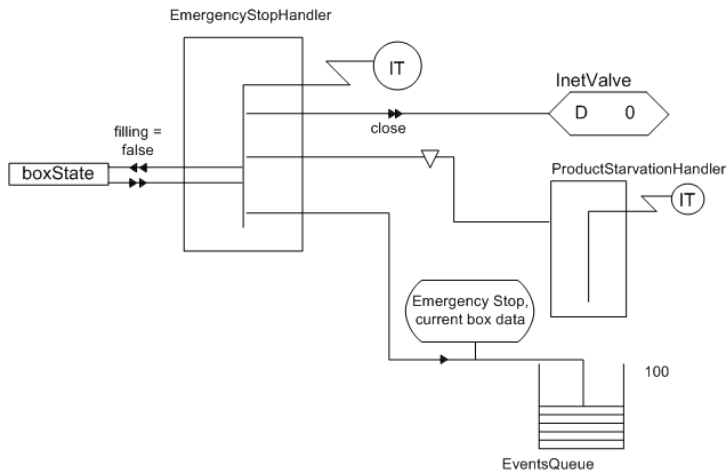 EmergencyStopHandler
IT
InetValve
D 0
close
filling =
false
boxState
ProductStarvationHandler
IT
Emergency Stop,
current box data
100
EventsQueue